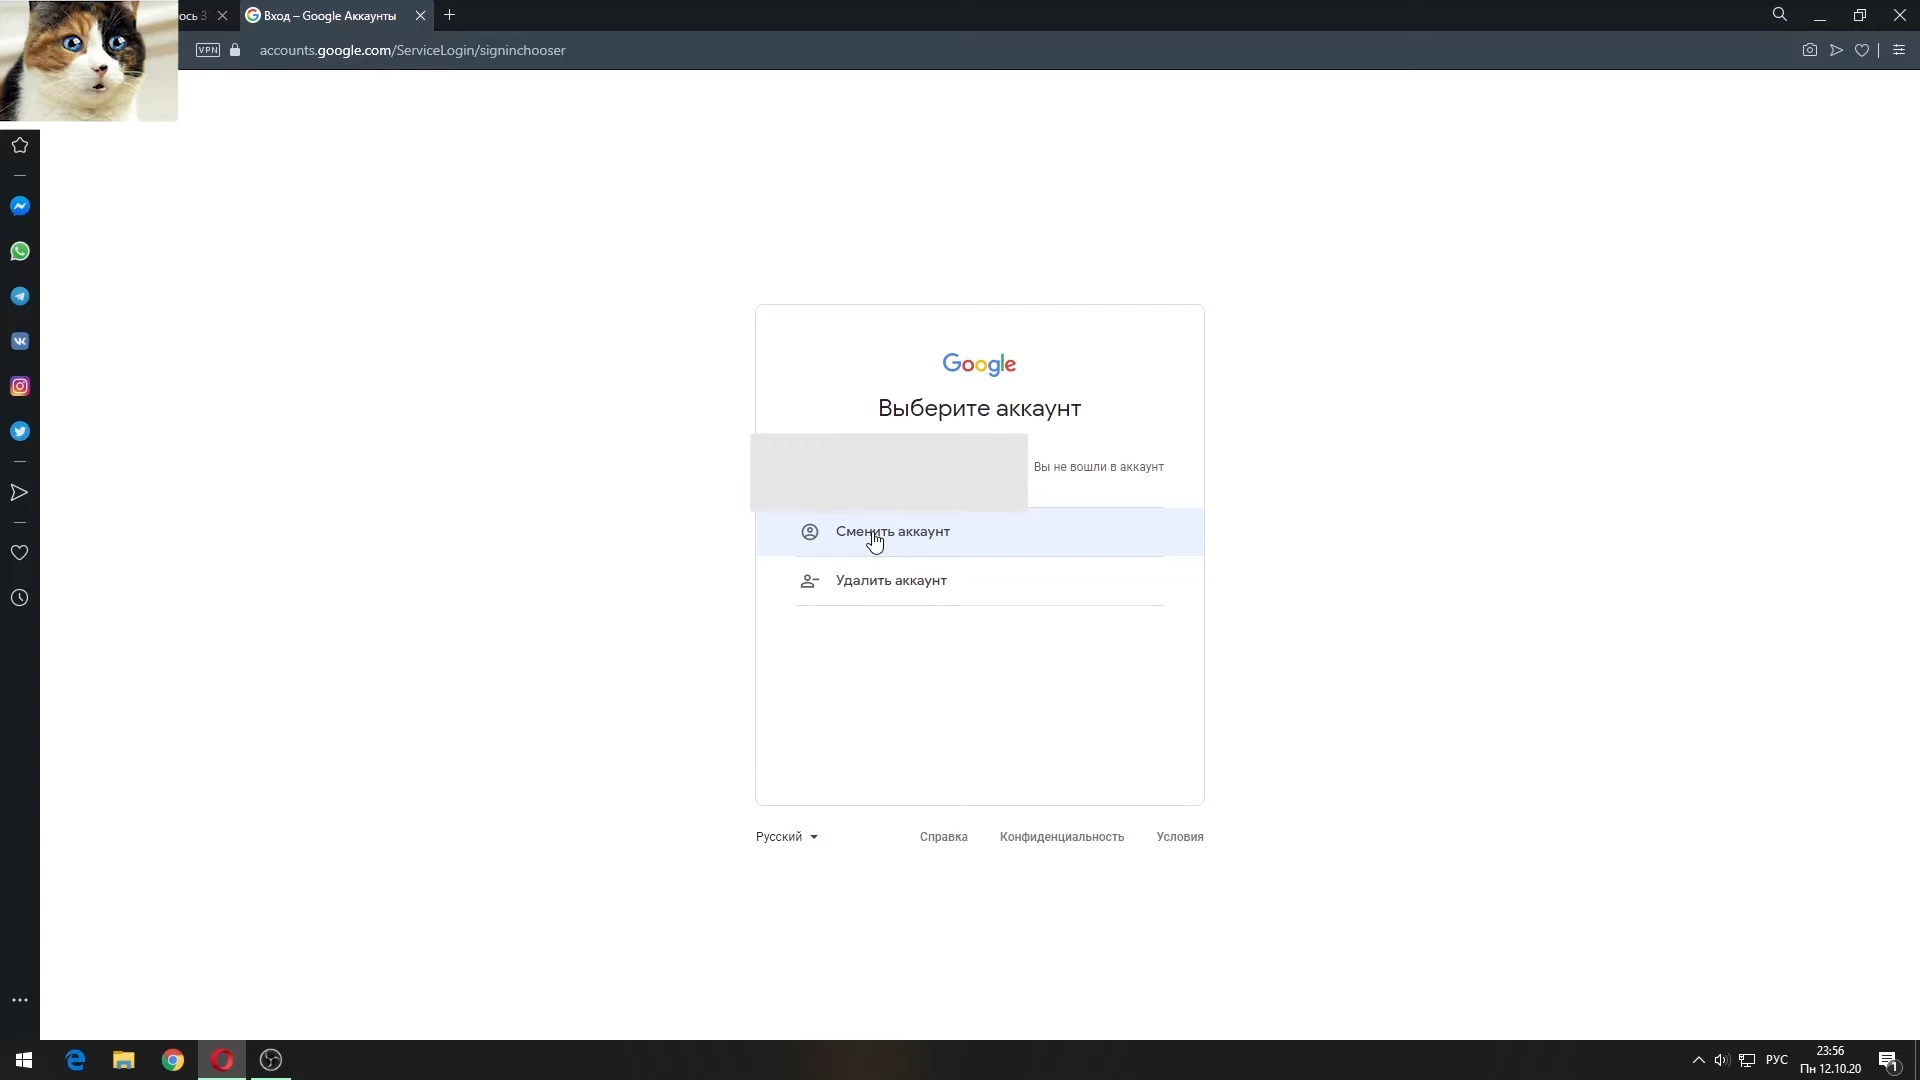 ось 3
Вход – Google Аккаунты
VPN
accounts.google.com/ServiceLogin/signinchooser
Google
Выберите аккаунт
Вы не вошли в аккаунт
Сменить аккаунт
Удалить аккаунт
Русский
Справка
Конфиденциальность
Условия
РУС
23:56
Пн 12.10.20
1